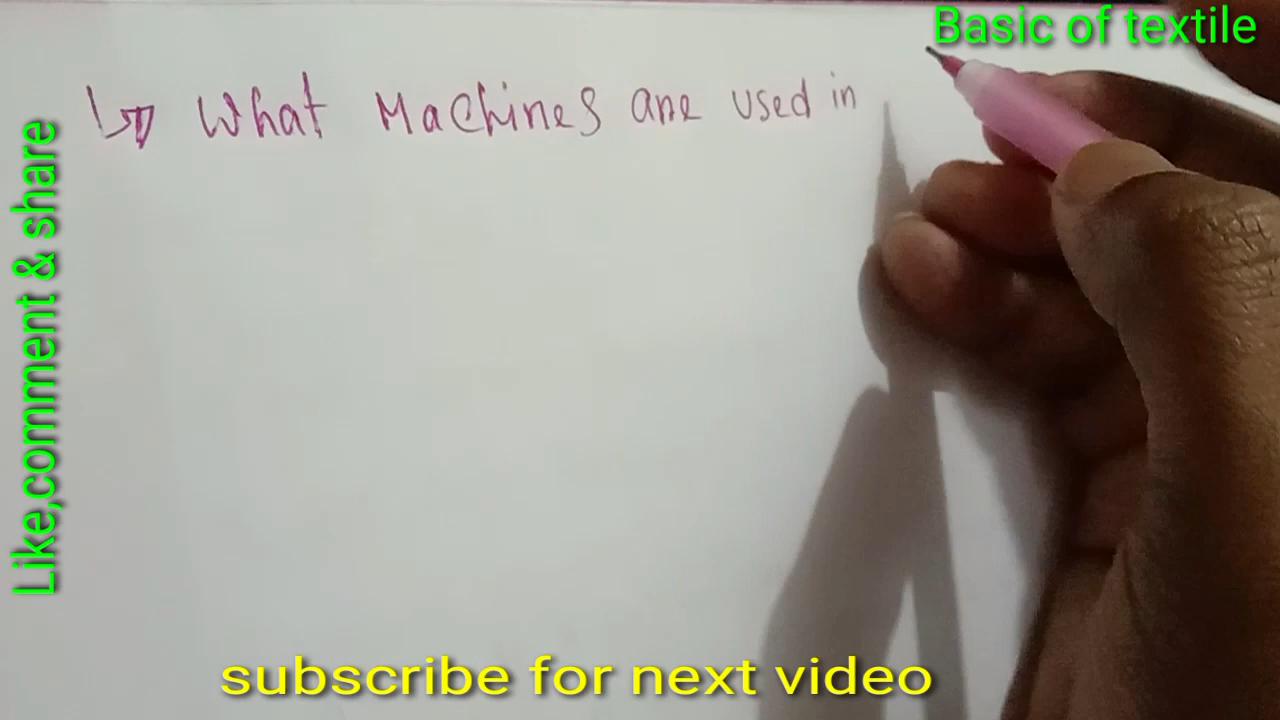 Basic of textile
↳ What Machines are used in
Like,comment & share
subscribe for next video